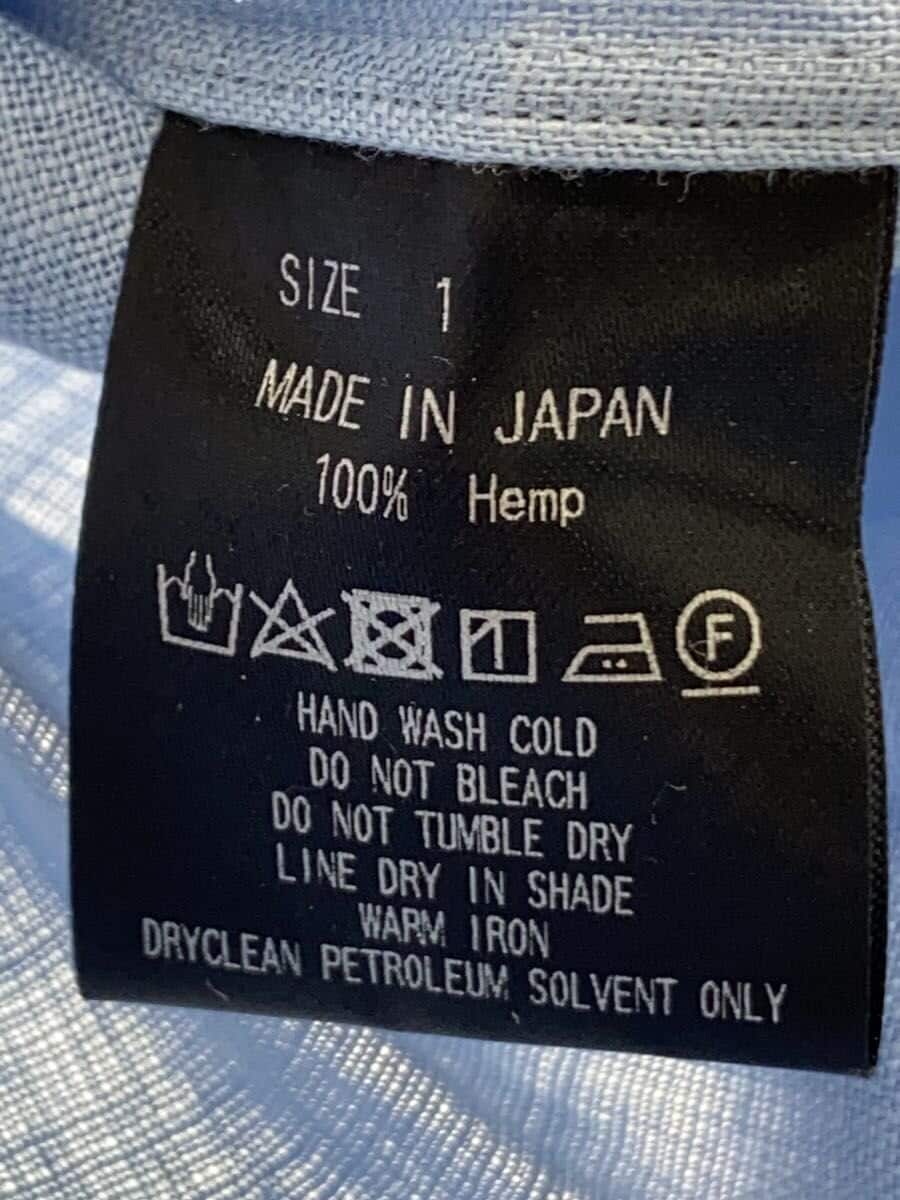 SIZE 1
MADE IN JAPAN
100% Hemp
F
HAND WASH COLD
DO NOT BLEACH
DO NOT TUMBLE DRY
LINE DRY IN SHADE
WARM IRON
DRYCLEAN PETROLEUM SOLVENT ONLY